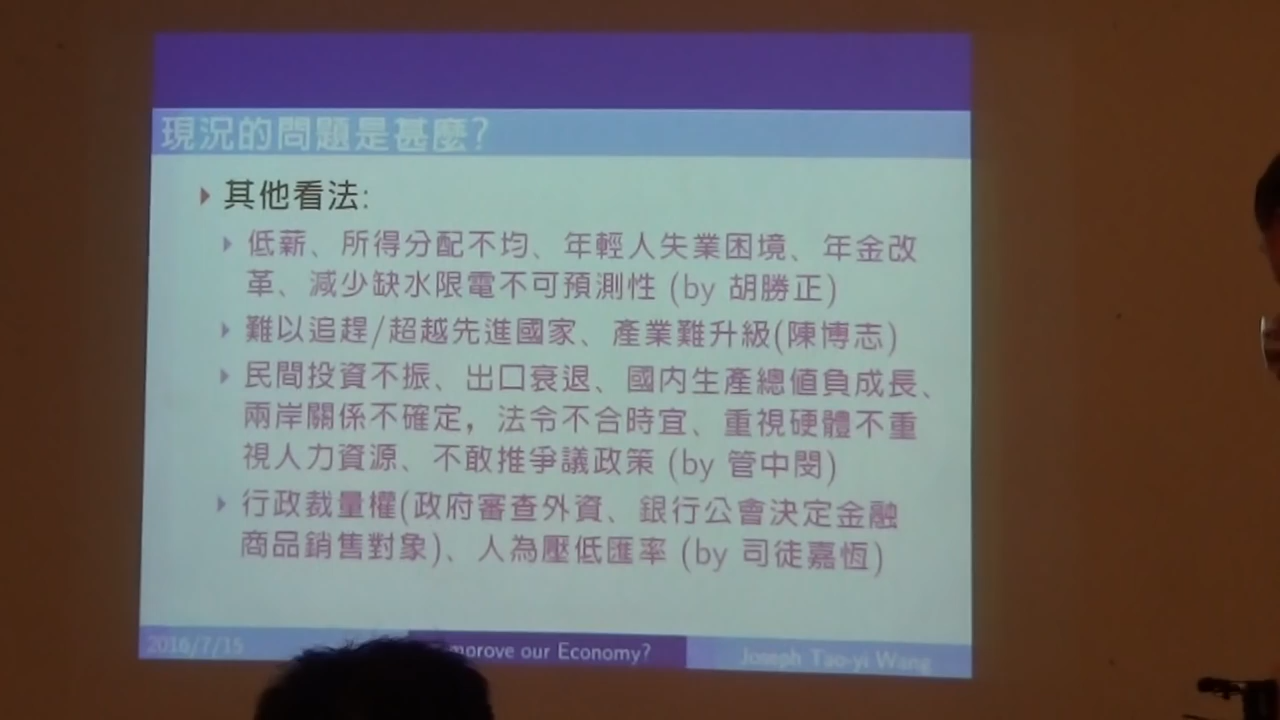 現況的問題是甚麼?
其他看法:
低薪、所得分配不均、年輕人失業困境、年金改
革、減少缺水限電不可預測性 (by 胡勝正)
難以追趕/超越先進國家、產業難升級(陳博志)
民間投資不振、出口衰退、國內生產總值負成長、
兩岸關係不確定，法令不合時宜、重視硬體不重
視人力資源、不敢推爭議政策 (by 管中閔)
行政裁量權(政府審查外資、銀行公會決定金融
商品銷售對象)、人為壓低匯率 (by 司徒嘉恆)
2016/7/15
our Economy?
Joseph Tao-yi Wang